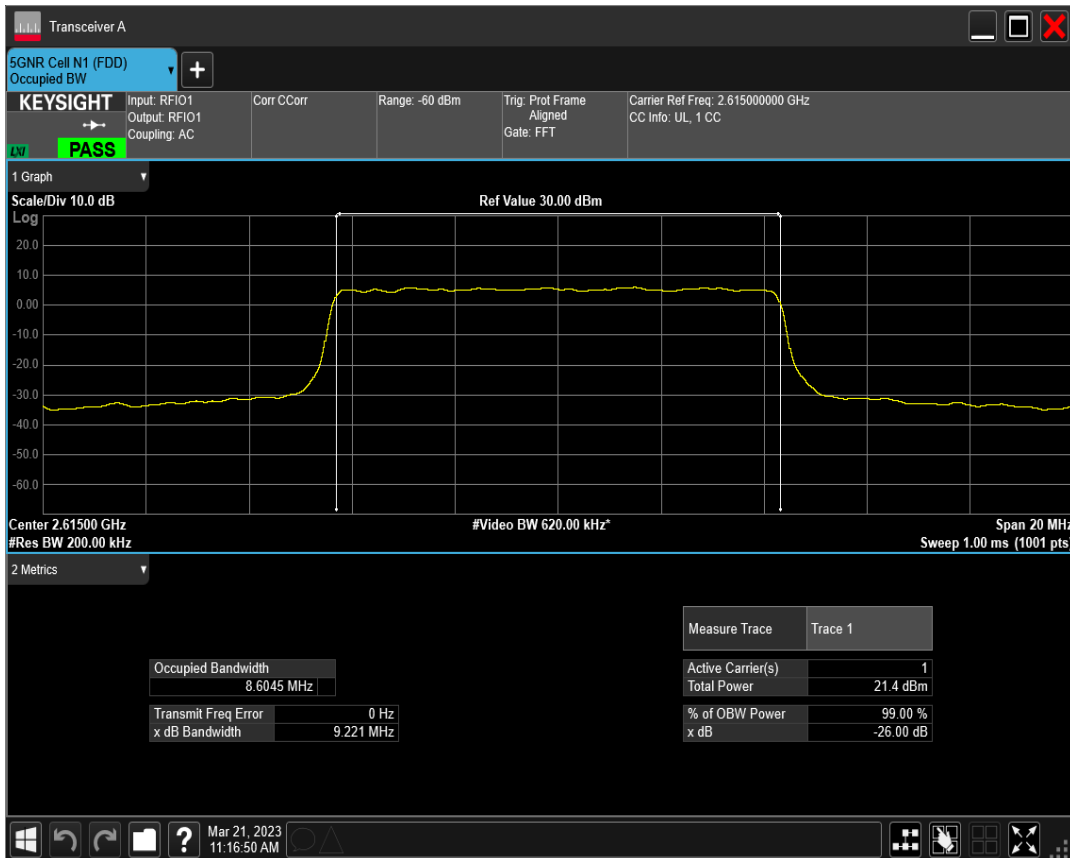 Transceiver A
5GNR Cell N1 (FDD)
Occupied BW
+
KEYSIGHT
LXI
PASS
Input: RFIO1
Output: RFIO1
Coupling: AC
Corr CCorr
Range: -60 dBm
Trig: Prot Frame
Aligned
Gate: FFT
Carrier Ref Freq: 2.615000000 GHz
CC Info: UL, 1 CC
1 Graph
Scale/Div 10.0 dB
Ref Value 30.00 dBm
Log
20.0
10.0
0.00
-10.0
-20.0
-30.0
-40.0
-50.0
-60.0
Center 2.61500 GHz
#Video BW 620.00 kHz*
Span 20 MHz
#Res BW 200.00 kHz
Sweep 1.00 ms (1001 pts)
2 Metrics
Measure Trace Trace 1
Occupied Bandwidth
8.6045 MHz
Active Carrier(s) 1
Total Power 21.4 dBm
Transmit Freq Error 0 Hz
x dB Bandwidth 9.221 MHz
% of OBW Power 99.00 %
x dB -26.00 dB
?
Mar 21, 2023
11:16:50 AM